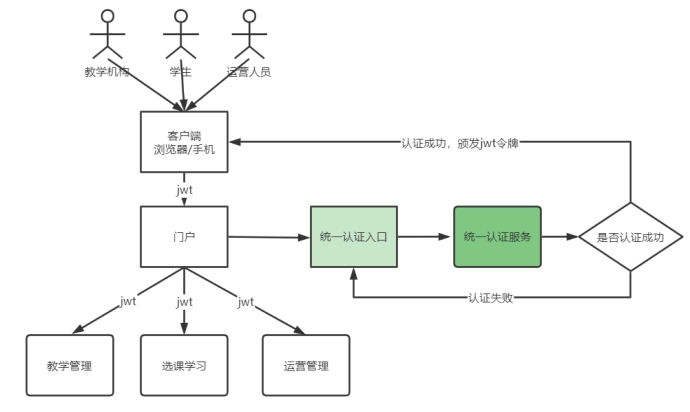 教学机构
学生
运营人员
客户端
浏览器/手机
认证成功，颁发jwt令牌
jwt
门户
统一认证入口
统一认证服务
是否认证成功
认证失败
jwt
jwt
jwt
教学管理
选课学习
运营管理